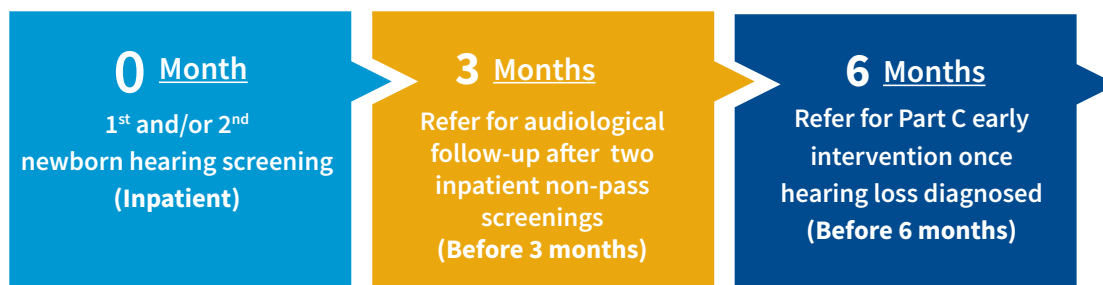 0 Month
1st and/or 2nd
newborn hearing screening
(Inpatient)
3 Months
Refer for audiological
follow-up after two
inpatient non-pass
screenings
(Before 3 months)
6 Months
Refer for Part C early
intervention once
hearing loss diagnosed
(Before 6 months)